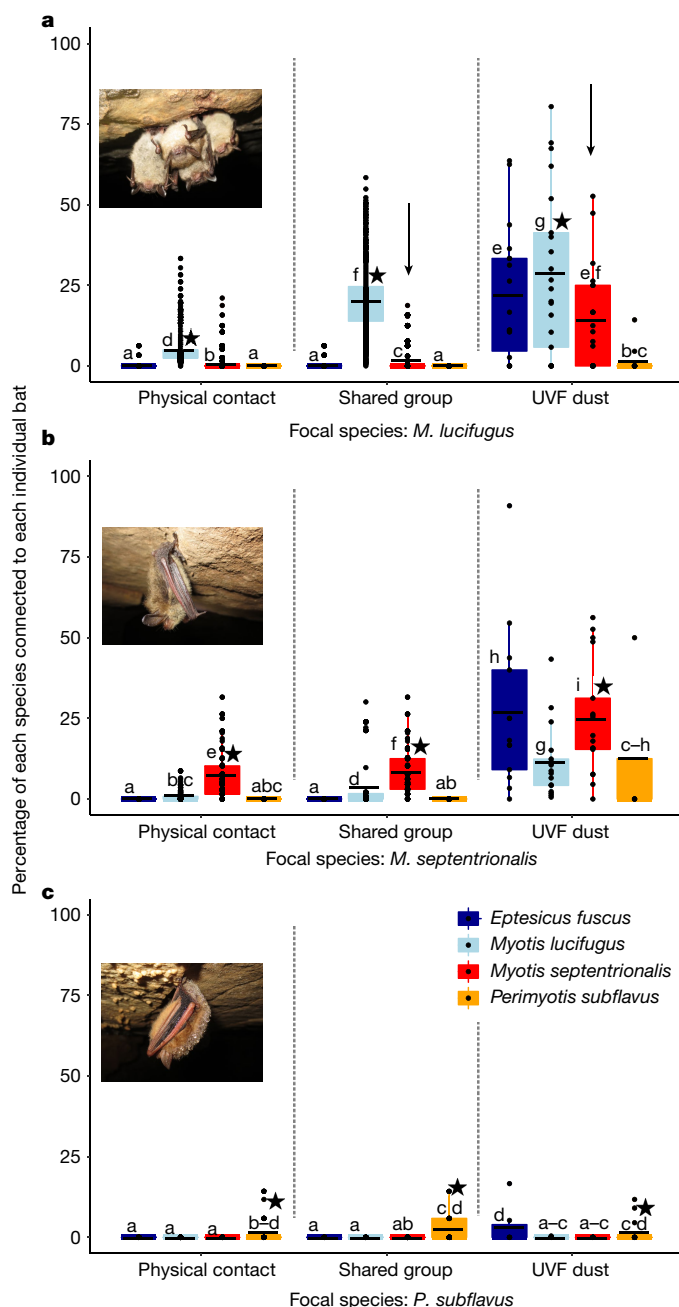 a
100
75
50
25
0
a
d
b
a
a
f
c
a
e
g
e f
b c
Physical contact
Shared group
UVF dust
Focal species: M. lucifugus
Percentage of each species connected to each individual bat
b
100
75
50
25
0
a
b c
e
abc
a
d
f
ab
h
g
i
c–h
Physical contact
Shared group
UVF dust
Focal species: M. septentrionalis
c
100
75
50
25
0
Eptesicus fuscus
Myotis lucifugus
Myotis septentrionalis
Perimyotis subflavus
a
a
a
b–d
a
a
ab
c d
d
a–c
a–c
c d
Physical contact
Shared group
UVF dust
Focal species: P. subflavus